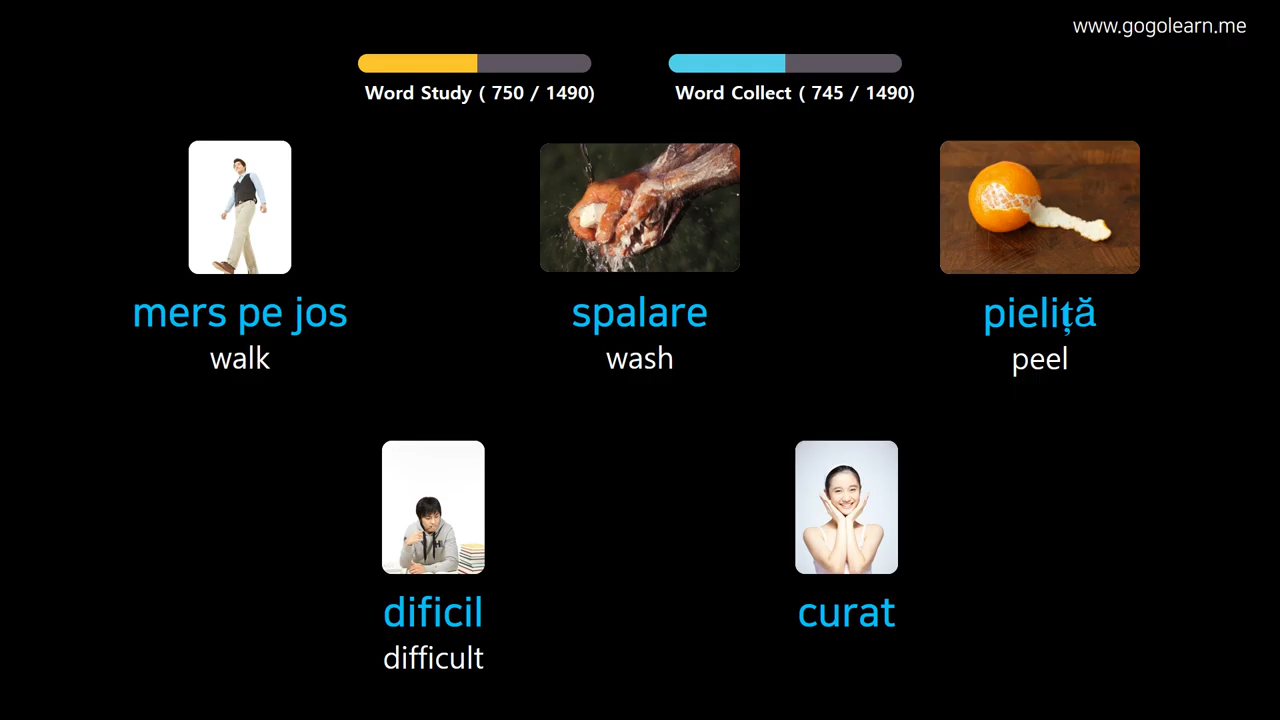 www.gogolearn.me
Word Study ( 750 / 1490)
Word Collect ( 745 / 1490)
mers pe jos
walk
spalare
wash
pieliță
peel
dificil
difficult
curat